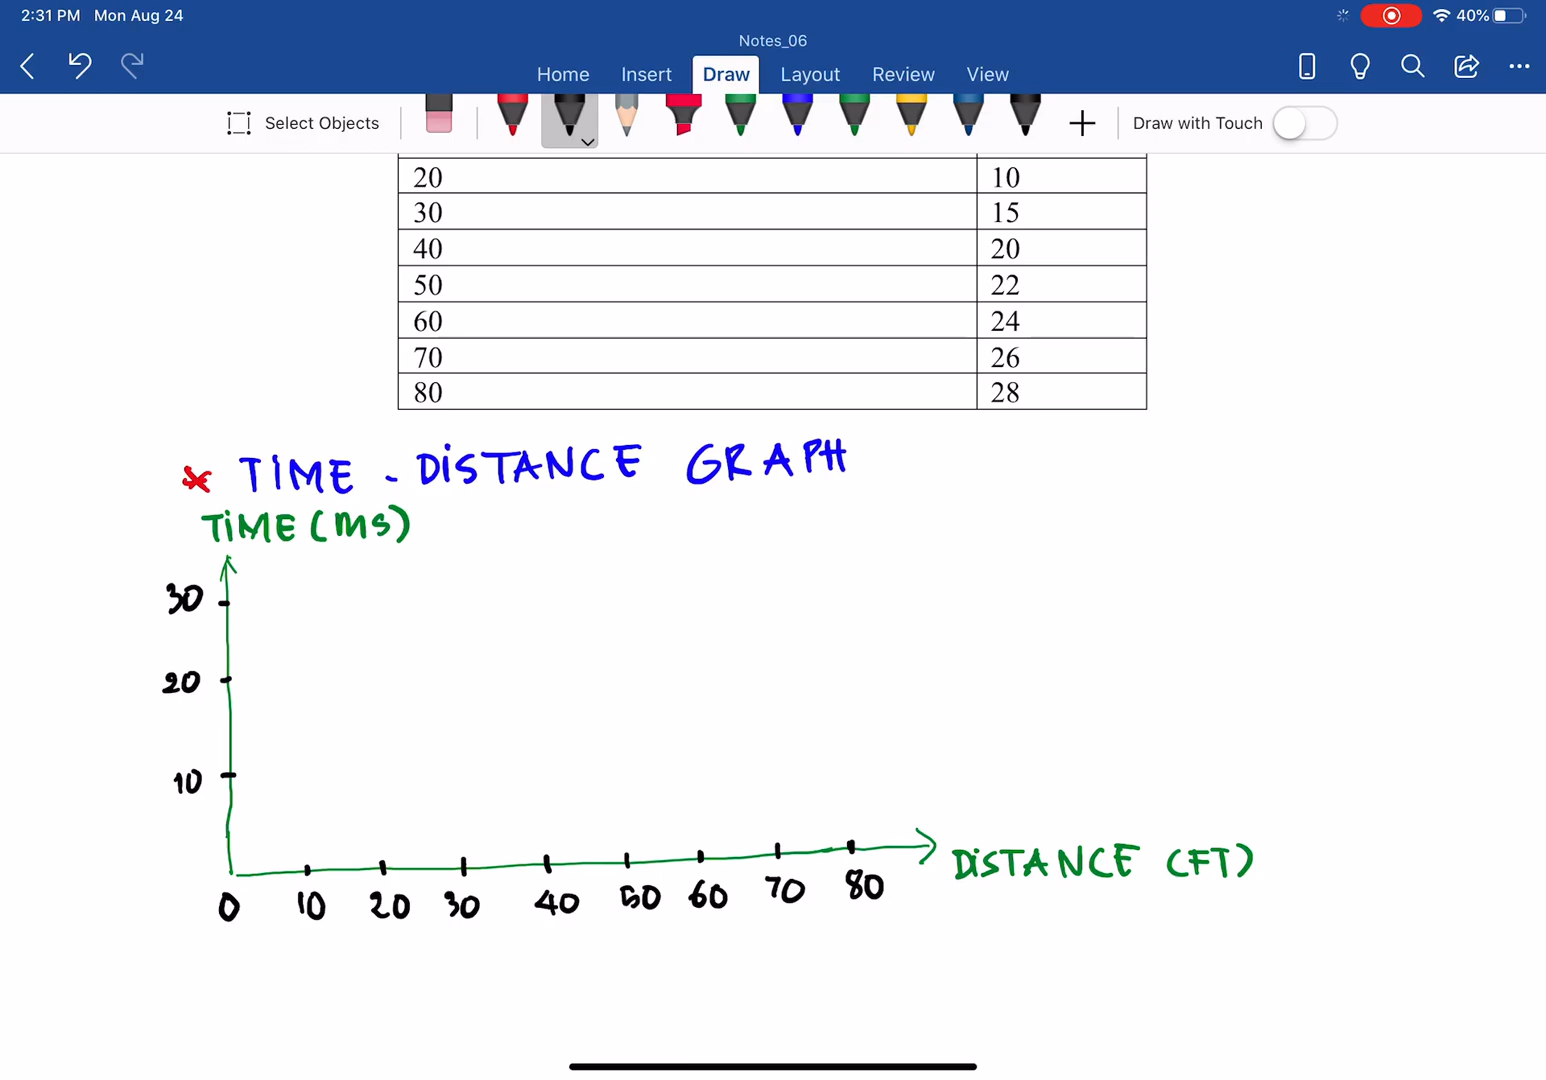 2:31 PM Mon Aug 24
40%
Notes_06
Home Insert Draw Layout Review View
Select Objects
Draw with Touch
20 10
30 15
40 20
50 22
60 24
70 26
80 28
* TIME - DISTANCE GRAPH
TIME (ms)
30
20
10
DISTANCE (FT)
0 10 20 30 40 50 60 70 80